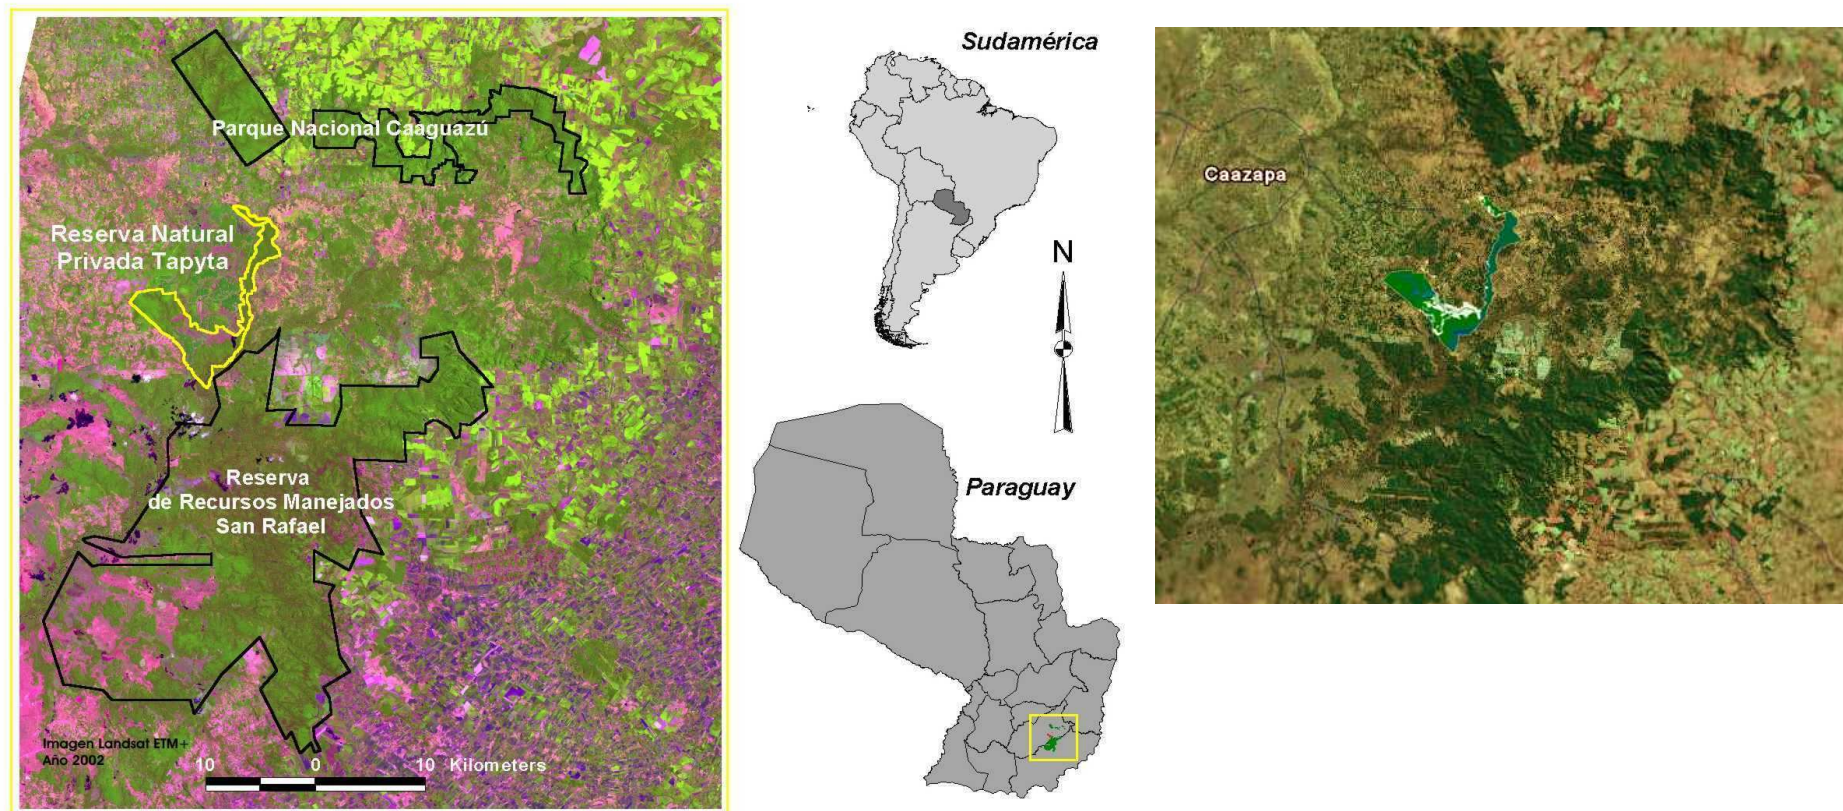 Parque Nacional Caaguazú
Reserva Natural
Privada Tapyta
Reserva
de Recursos Manejados
San Rafael
Imagen Landsat ETM+
Año 2002
10 0 10 Kilometers
Sudamérica
N
Paraguay
Caazapa